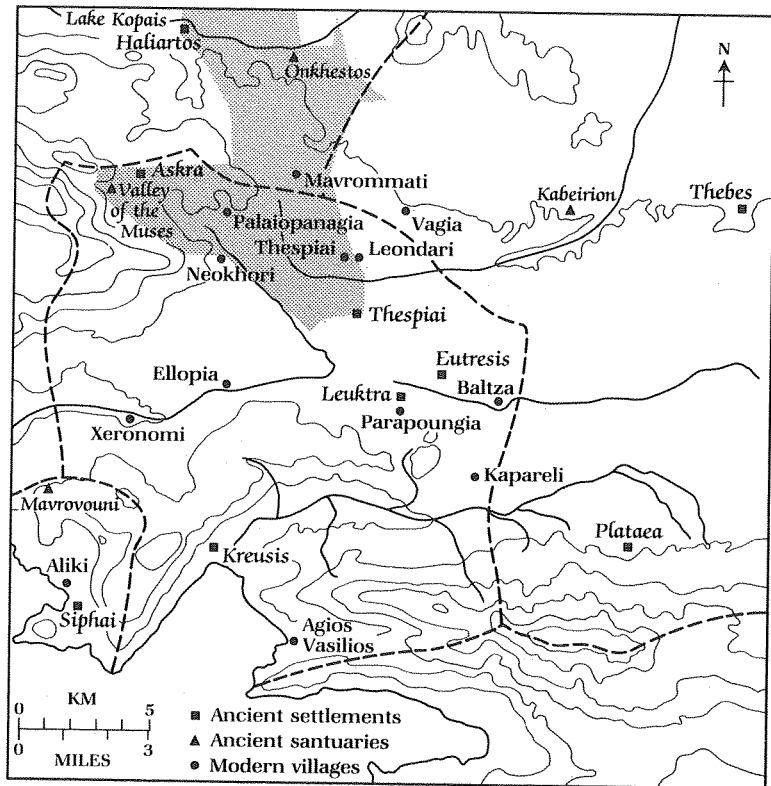 Lake Kopais
Haliartos
Onkhestos
N
Askra
Mavrommati
Valley
of the
Muses
Palaiopanagia
Vagia
Kabeirion
Thebes
Thespiai
Leondari
Neokhori
Thespiai
Ellopia
Eutresis
Leuktra
Baltza
Parapoungia
Xeronomi
Kapareli
Mavrovouni
Kreusis
Plataea
Aliki
Siphai
Agios
Vasilios
KM
0 5
0 3
MILES
Ancient settlements
Ancient santuaries
Modern villages